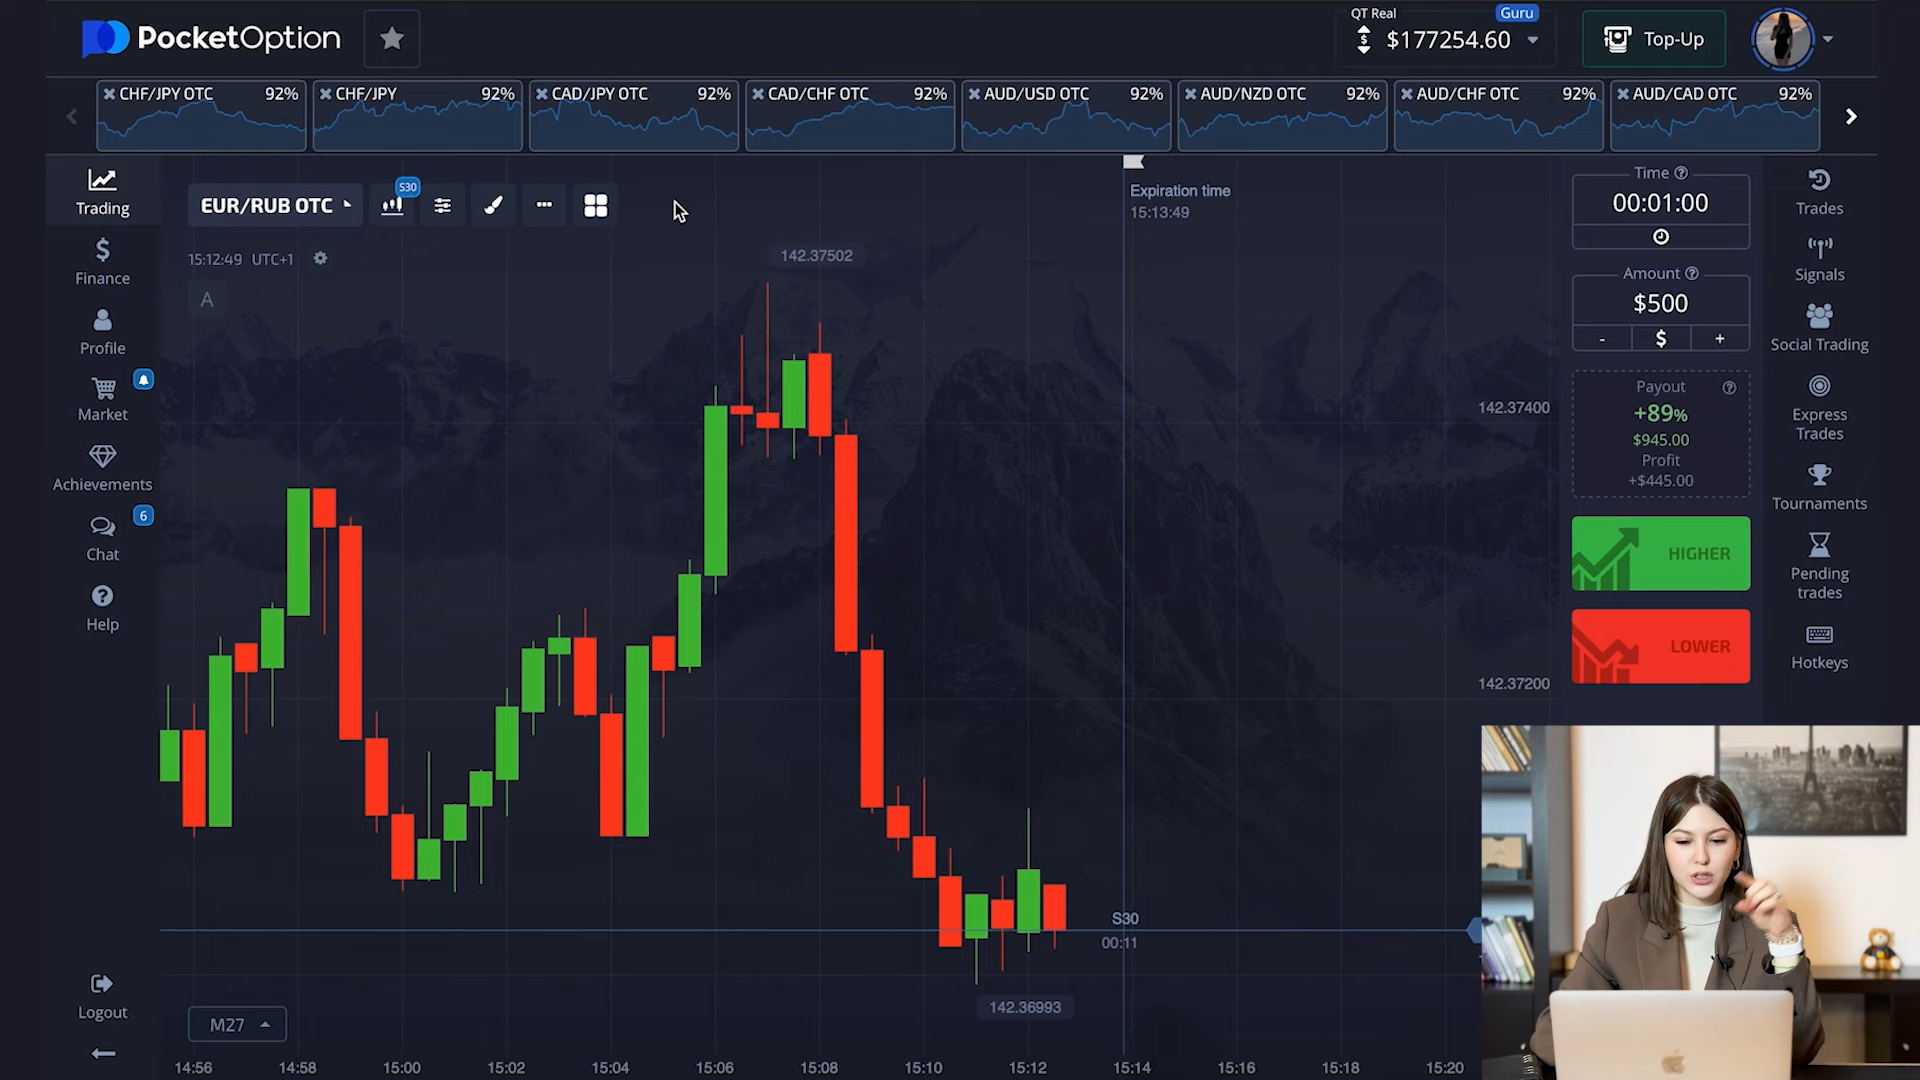 PocketOption
QT Real
Guru
$177254.60
Top-Up
CHF/JPY OTC 92%
CHF/JPY 92%
CAD/JPY OTC 92%
CAD/CHF OTC 92%
AUD/USD OTC 92%
AUD/NZD OTC 92%
AUD/CHF OTC 92%
AUD/CAD OTC 92%
Trading
Finance
Profile
Market
Achievements
6
Chat
Help
Logout
EUR/RUB OTC
S30
15:12:49 UTC+1
A
142.37502
Expiration time
15:13:49
142.37400
142.37200
S30
00:11
142.36993
M27
14:56 14:58 15:00 15:02 15:04 15:06 15:08 15:10 15:12 15:14 15:16 15:18 15:20
Time
00:01:00
Amount
$500
- $ +
Payout
+89%
$945.00
Profit
+$445.00
HIGHER
LOWER
Trades
Signals
Social Trading
Express
Trades
Tournaments
Pending
trades
Hotkeys